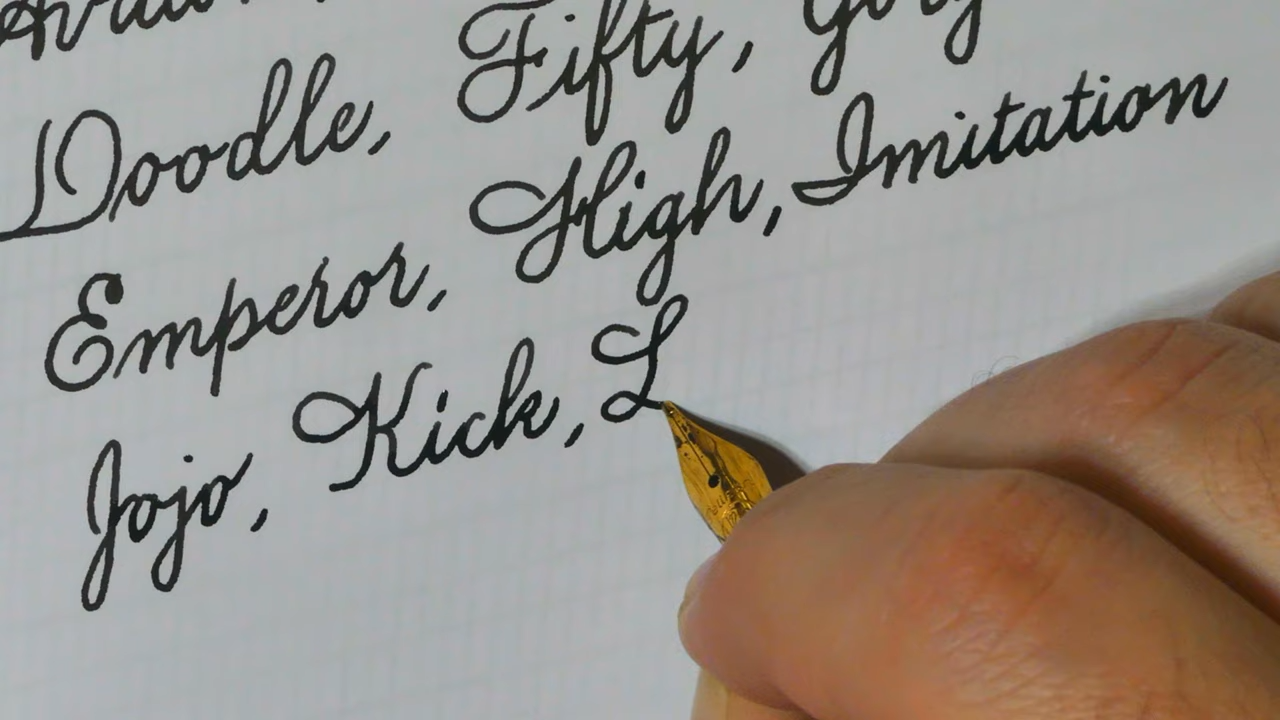 Doodle, Fifty,
Emperor, High, Imitation
Jojo, Kick, L